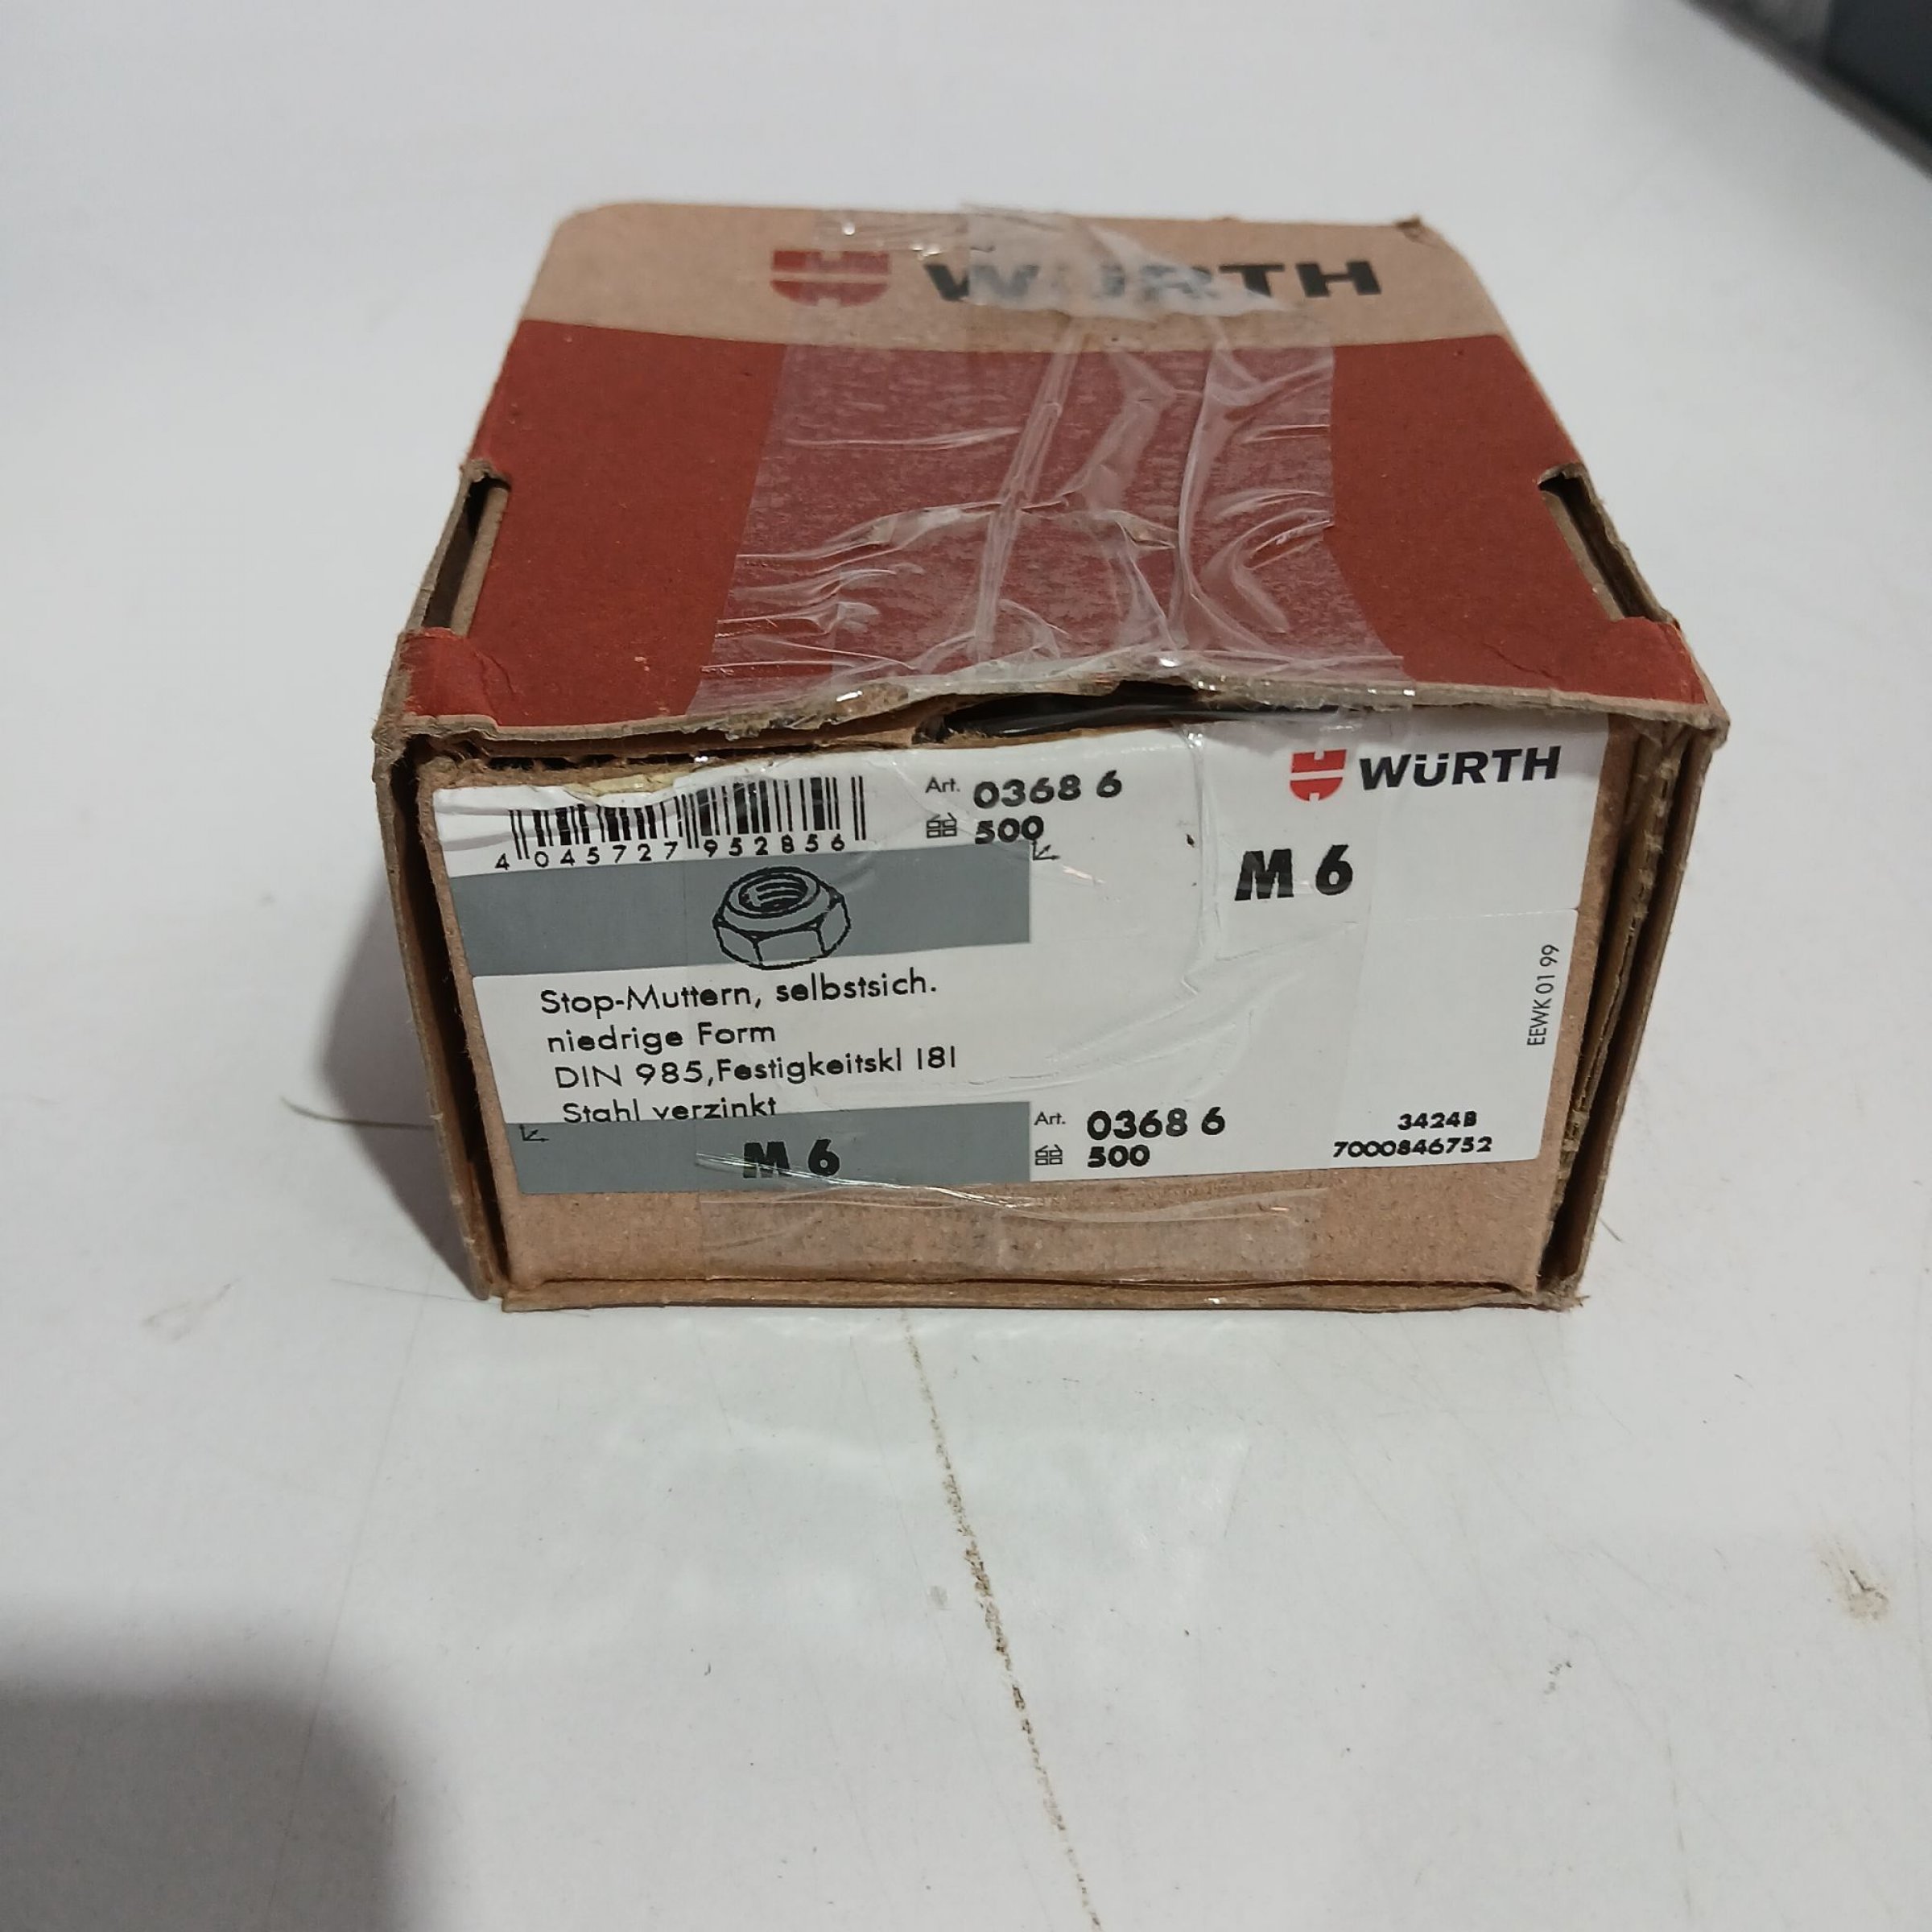 WÜRTH
WÜRTH
Art. 0368 6
500
4 045727 952856
M 6
Stop-Muttern, selbstsich.
niedrige Form
DIN 985,Festigkeitskl |8|
Stahl verzinkt
M 6
Art. 0368 6
500
EEWK 01 99
3424B
7000846752